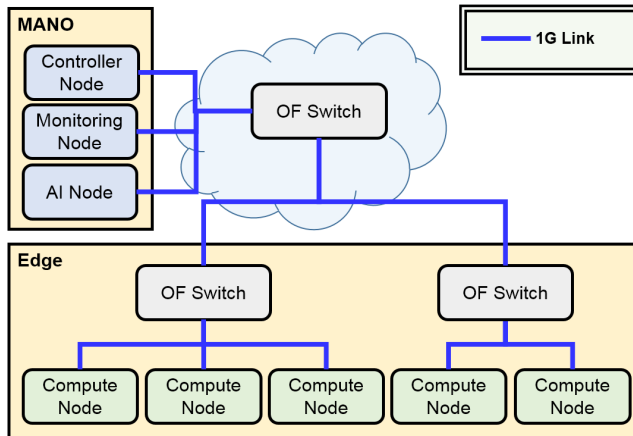 MANO
Controller
Node
Monitoring
Node
AI Node
OF Switch
1G Link
Edge
OF Switch
OF Switch
Compute
Node
Compute
Node
Compute
Node
Compute
Node
Compute
Node